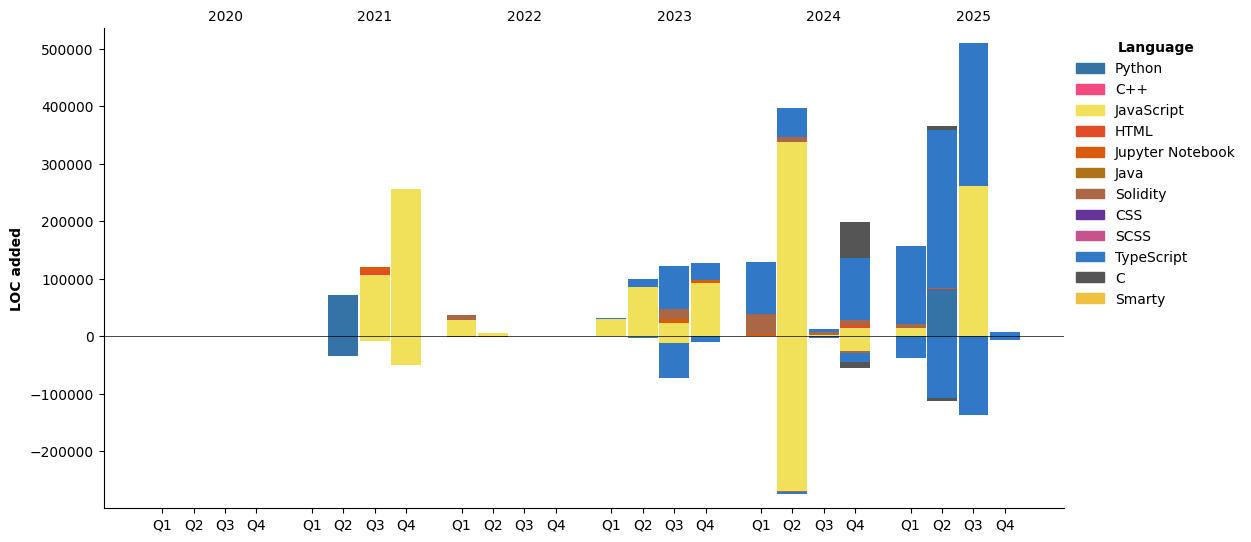 2020 2021 2022 2023 2024 2025
LOC added
500000
400000
300000
200000
100000
0
−100000
−200000
Q1 Q2 Q3 Q4 Q1 Q2 Q3 Q4 Q1 Q2 Q3 Q4 Q1 Q2 Q3 Q4 Q1 Q2 Q3 Q4 Q1 Q2 Q3 Q4
Language
Python
C++
JavaScript
HTML
Jupyter Notebook
Java
Solidity
CSS
SCSS
TypeScript
C
Smarty